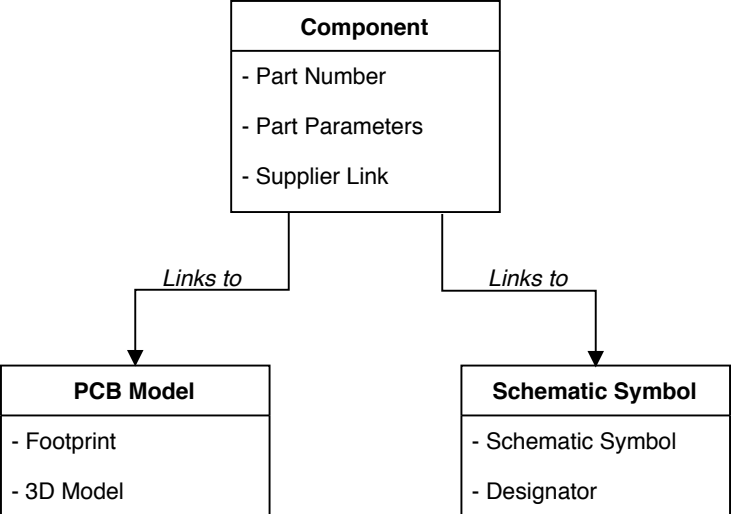 Component
- Part Number
- Part Parameters
- Supplier Link
Links to
Links to
PCB Model
- Footprint
- 3D Model
Schematic Symbol
- Schematic Symbol
- Designator